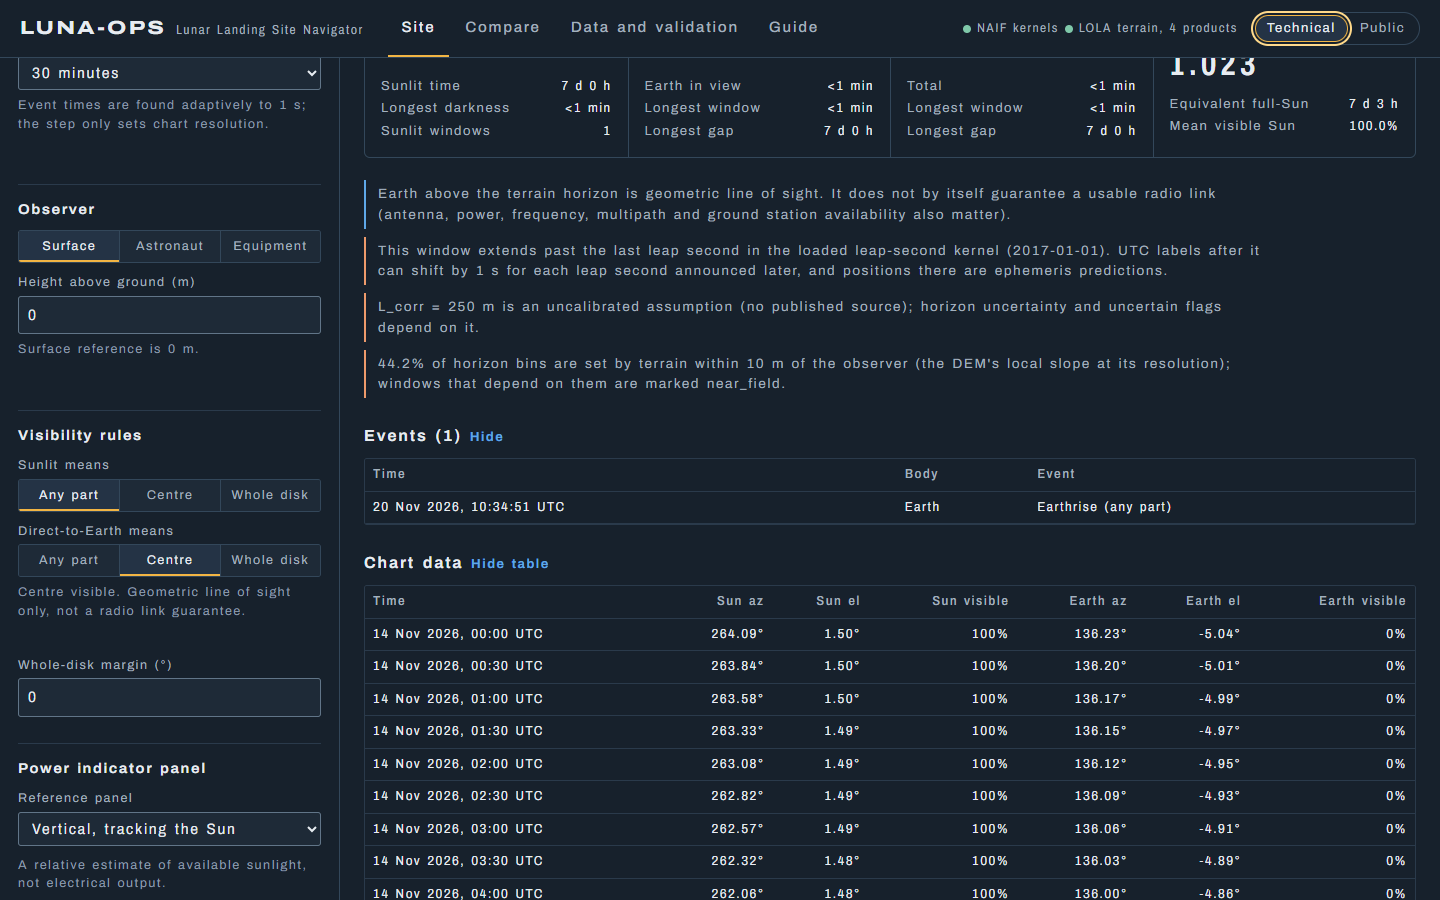 LUNA-OPS Lunar Landing Site Navigator Site Compare Data and validation Guide NAIF kernels LOLA terrain, 4 products Technical Public
30 minutes
Event times are found adaptively to 1 s;
the step only sets chart resolution.
Observer
Surface Astronaut Equipment
Height above ground (m)
0
Surface reference is 0 m.
Visibility rules
Sunlit means
Any part Centre Whole disk
Direct-to-Earth means
Any part Centre Whole disk
Centre visible. Geometric line of sight
only, not a radio link guarantee.
Whole-disk margin (°)
0
Power indicator panel
Reference panel
Vertical, tracking the Sun
A relative estimate of available sunlight,
not electrical output.
Sunlit time 7 d 0 h
Longest darkness <1 min
Sunlit windows 1
Earth in view <1 min
Longest window <1 min
Longest gap 7 d 0 h
Total <1 min
Longest window <1 min
Longest gap 7 d 0 h
1.023
Equivalent full-Sun 7 d 3 h
Mean visible Sun 100.0%
Earth above the terrain horizon is geometric line of sight. It does not by itself guarantee a usable radio link
(antenna, power, frequency, multipath and ground station availability also matter).
This window extends past the last leap second in the loaded leap-second kernel (2017-01-01). UTC labels after it
can shift by 1 s for each leap second announced later, and positions there are ephemeris predictions.
L_corr = 250 m is an uncalibrated assumption (no published source); horizon uncertainty and uncertain flags
depend on it.
44.2% of horizon bins are set by terrain within 10 m of the observer (the DEM's local slope at its resolution);
windows that depend on them are marked near_field.
Events (1) Hide
Time Body Event
20 Nov 2026, 10:34:51 UTC Earth Earthrise (any part)
Chart data Hide table
Time Sun az Sun el Sun visible Earth az Earth el Earth visible
14 Nov 2026, 00:00 UTC 264.09° 1.50° 100% 136.23° -5.04° 0%
14 Nov 2026, 00:30 UTC 263.84° 1.50° 100% 136.20° -5.01° 0%
14 Nov 2026, 01:00 UTC 263.58° 1.50° 100% 136.17° -4.99° 0%
14 Nov 2026, 01:30 UTC 263.33° 1.49° 100% 136.15° -4.97° 0%
14 Nov 2026, 02:00 UTC 263.08° 1.49° 100% 136.12° -4.95° 0%
14 Nov 2026, 02:30 UTC 262.82° 1.49° 100% 136.09° -4.93° 0%
14 Nov 2026, 03:00 UTC 262.57° 1.49° 100% 136.06° -4.91° 0%
14 Nov 2026, 03:30 UTC 262.32° 1.48° 100% 136.03° -4.89° 0%
14 Nov 2026, 04:00 UTC 262.06° 1.48° 100% 136.00° -4.86° 0%